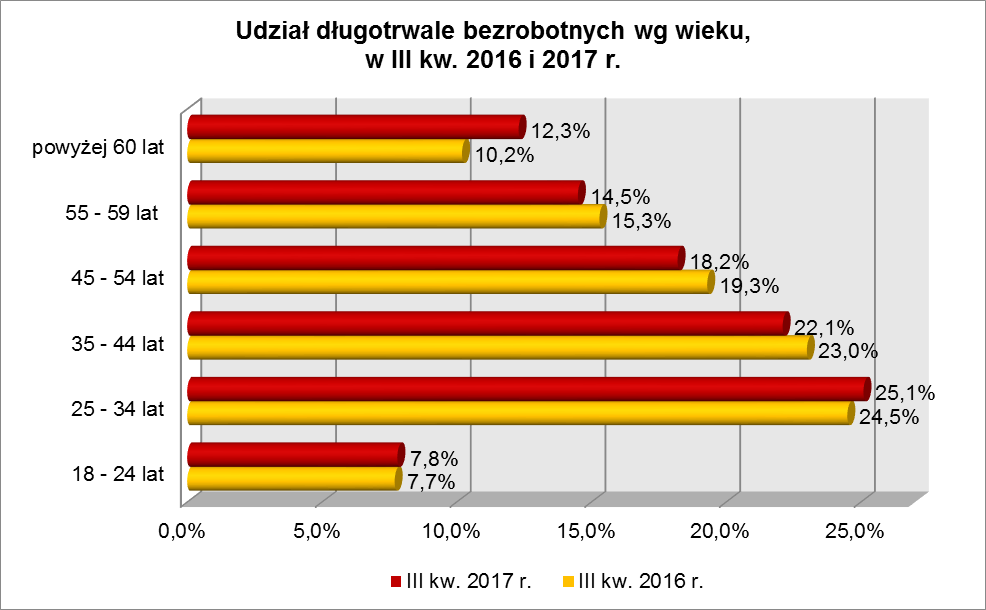 Udział długotrwale bezrobotnych wg wieku,
w III kw. 2016 i 2017 r.
powyżej 60 lat
12,3%
10,2%
55 - 59 lat
14,5%
15,3%
45 - 54 lat
18,2%
19,3%
35 - 44 lat
22,1%
23,0%
25 - 34 lat
25,1%
24,5%
18 - 24 lat
7,8%
7,7%
0,0% 5,0% 10,0% 15,0% 20,0% 25,0%
III kw. 2017 r. III kw. 2016 r.